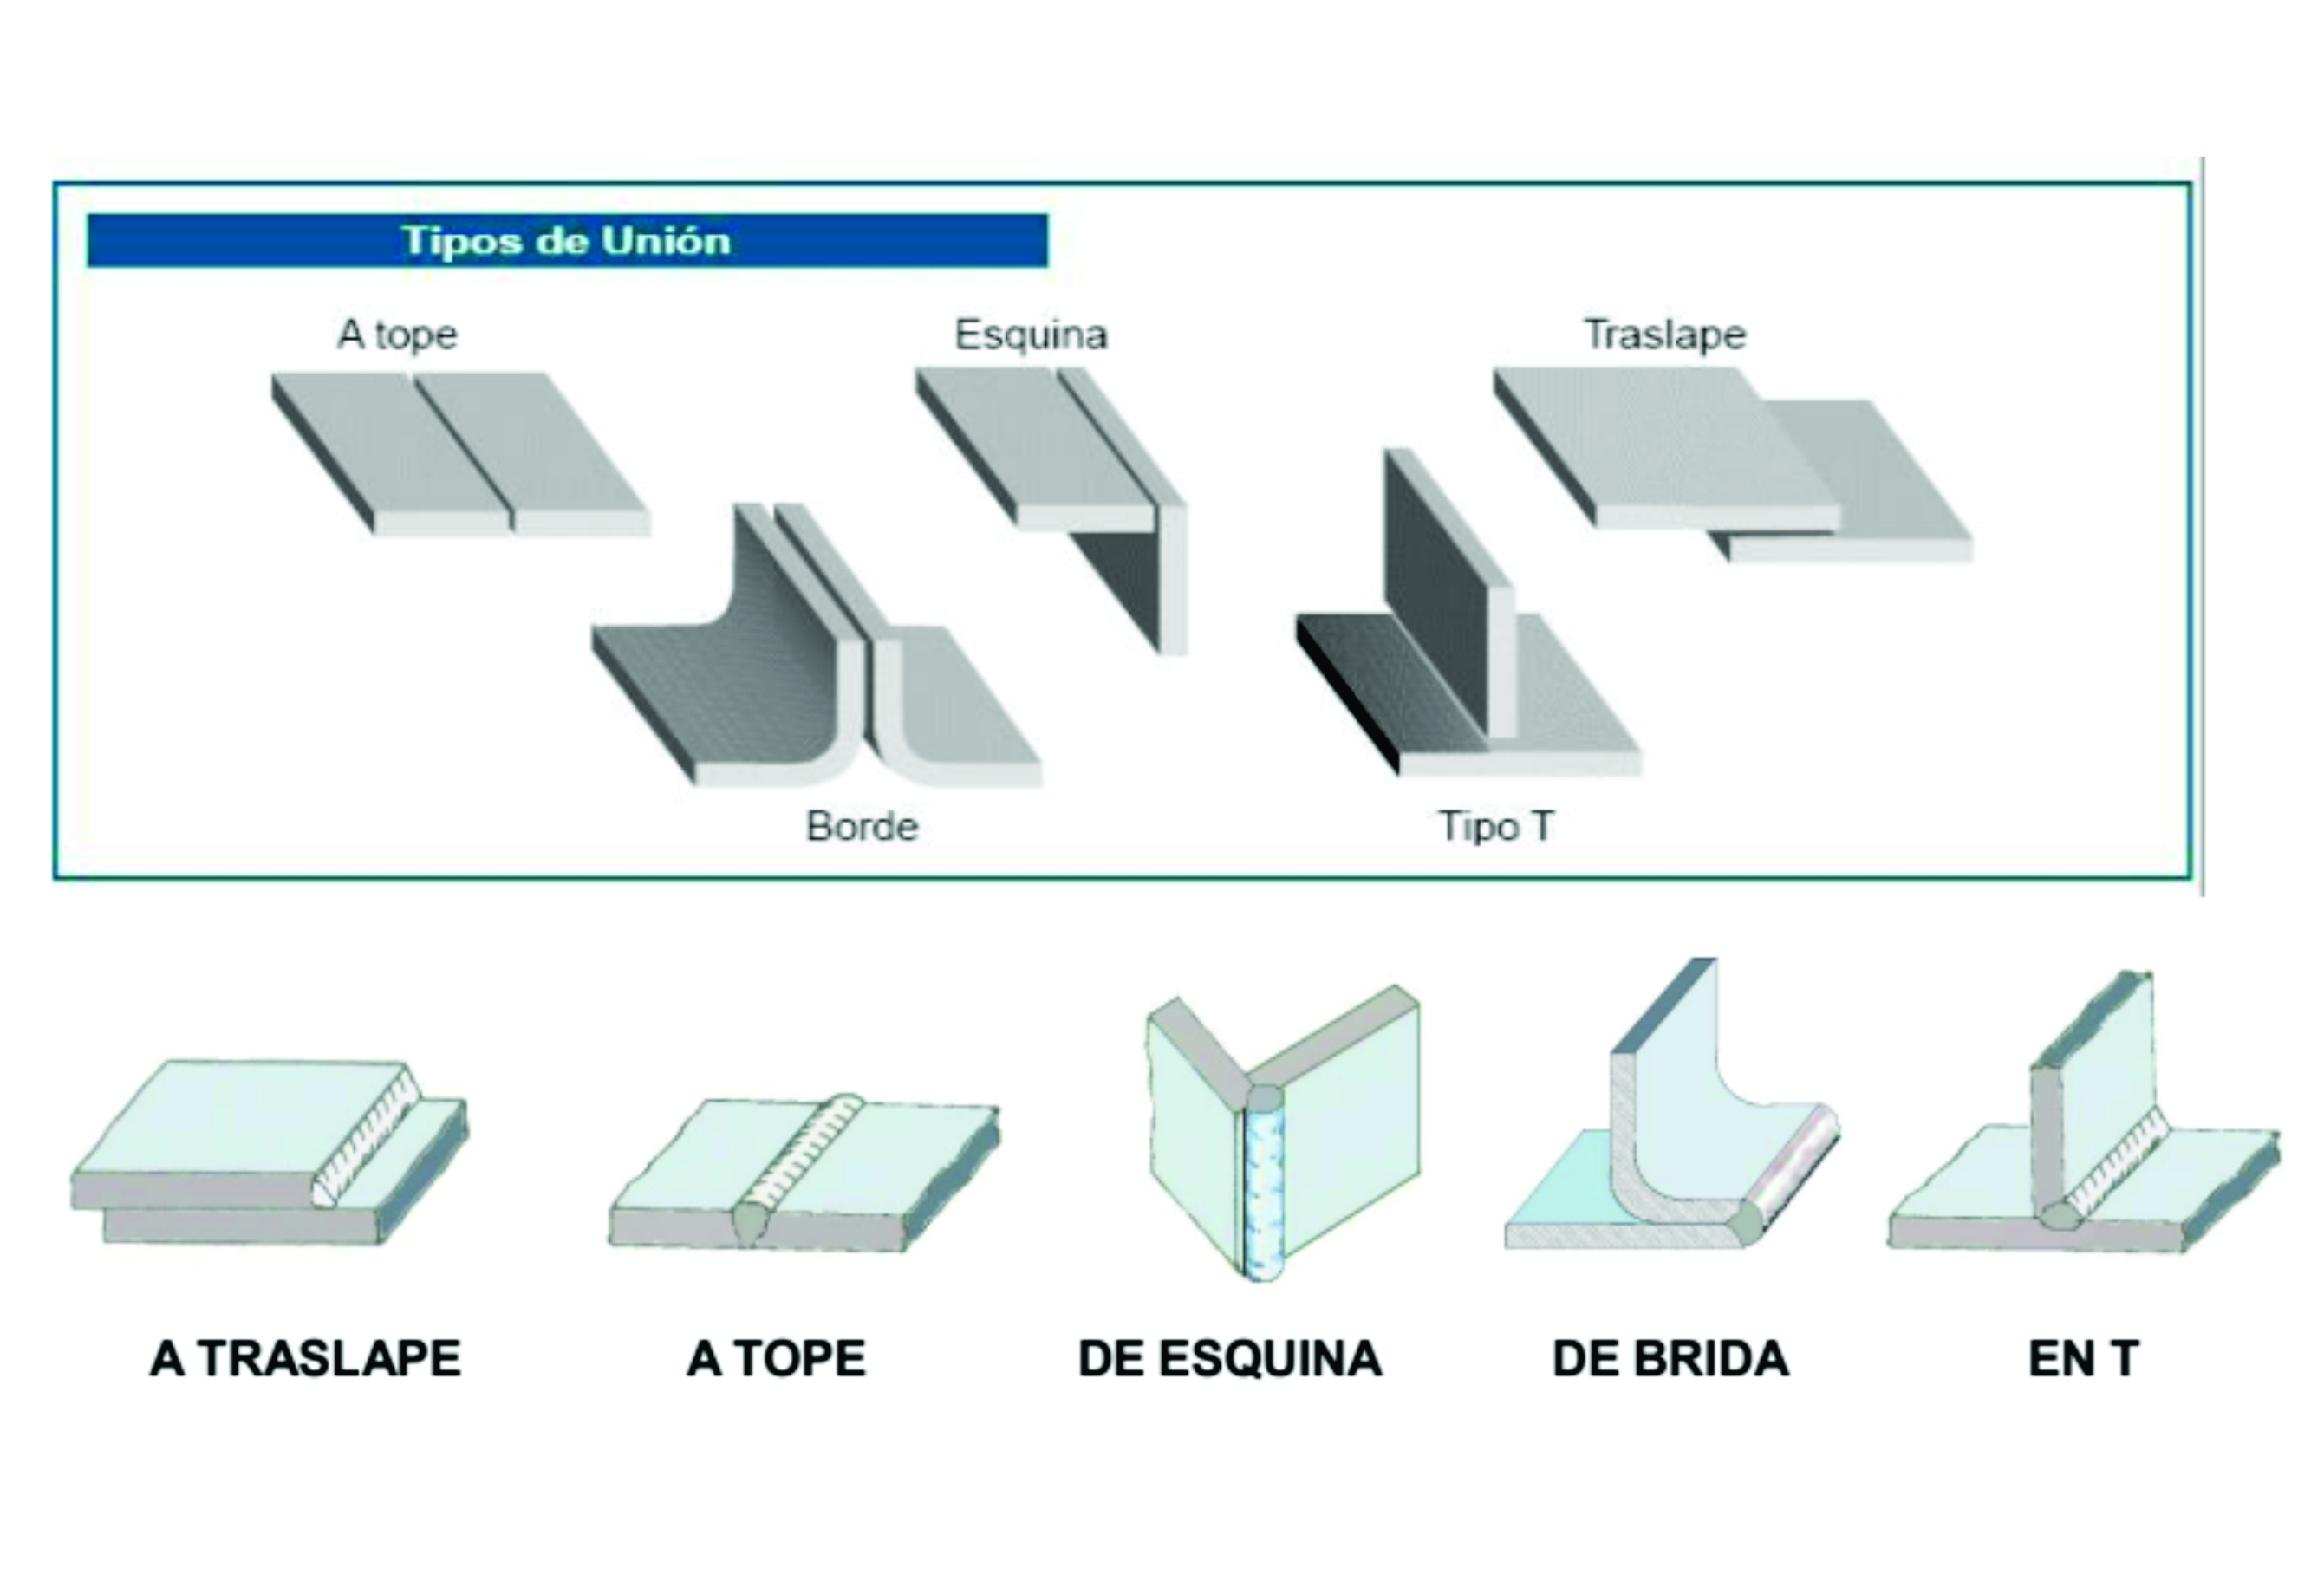 Tipos de Unión
A tope
Esquina
Traslape
Borde
Tipo T
A TRASLAPE
A TOPE
DE ESQUINA
DE BRIDA
EN T